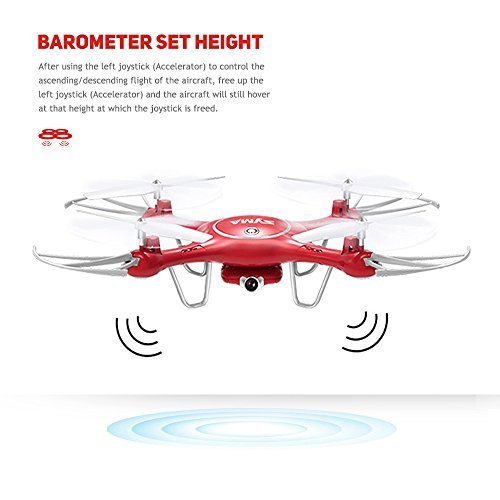 BAROMETER SET HEIGHT
After using the left joystick (Accelerator) to control the
ascending/descending flight of the aircraft, free up the
left joystick (Accelerator) and the aircraft will still hover
at that height at which the joystick is freed.
SYMA